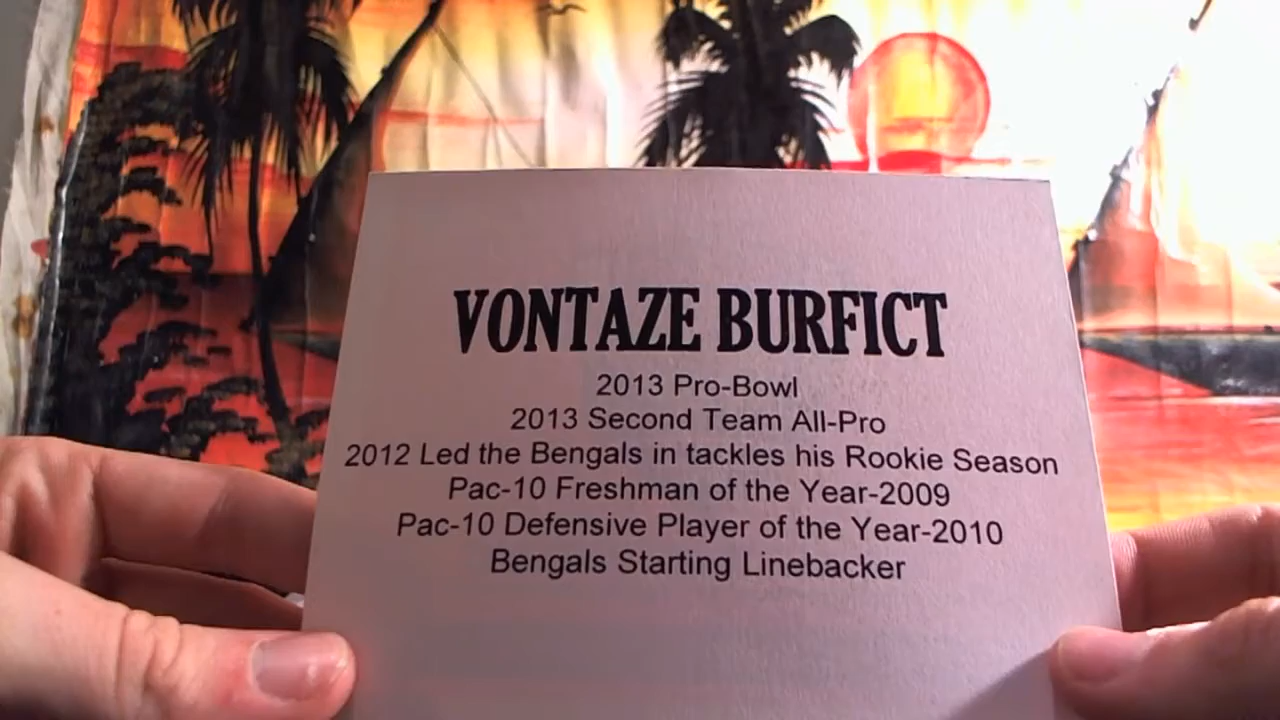 VONTAZE BURFICT
2013 Pro-Bowl
2013 Second Team All-Pro
2012 Led the Bengals in tackles his Rookie Season
Pac-10 Freshman of the Year-2009
Pac-10 Defensive Player of the Year-2010
Bengals Starting Linebacker